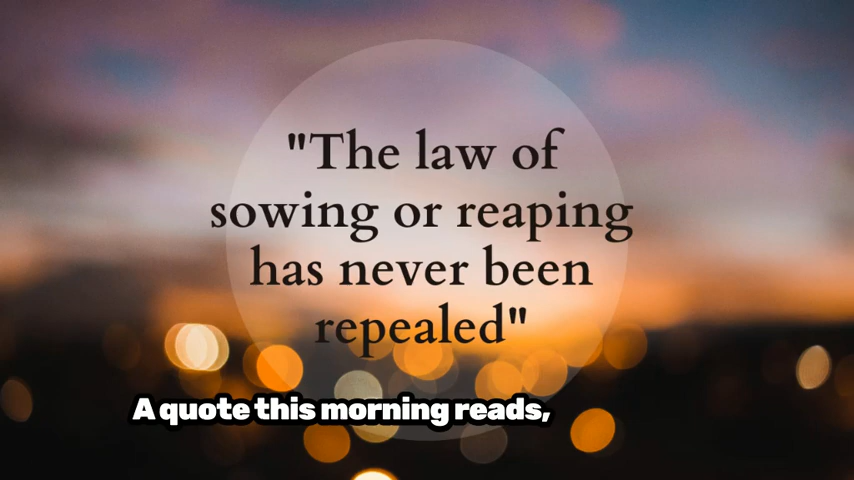 "The law of
sowing or reaping
has never been
repealed"
A quote this morning reads,